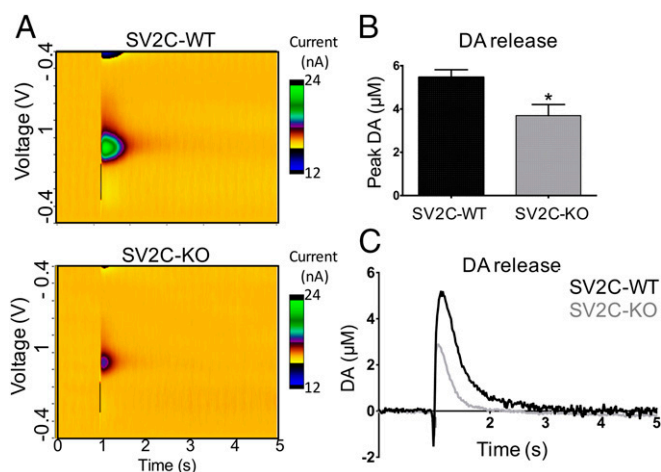 A
SV2C-WT
Current
(nA)
- 0.4
1
-0.4
Voltage (V)
24
12
SV2C-KO
Current
(nA)
- 0.4
1
-0.4
Voltage (V)
24
12
0 1 2 3 4 5
Time (s)
B
DA release
Peak DA (µM)
6
4
2
0
*
SV2C-WT SV2C-KO
C
DA release
SV2C-WT
SV2C-KO
DA (µM)
6
4
2
0
-2
1 2 3 4 5
Time (s)